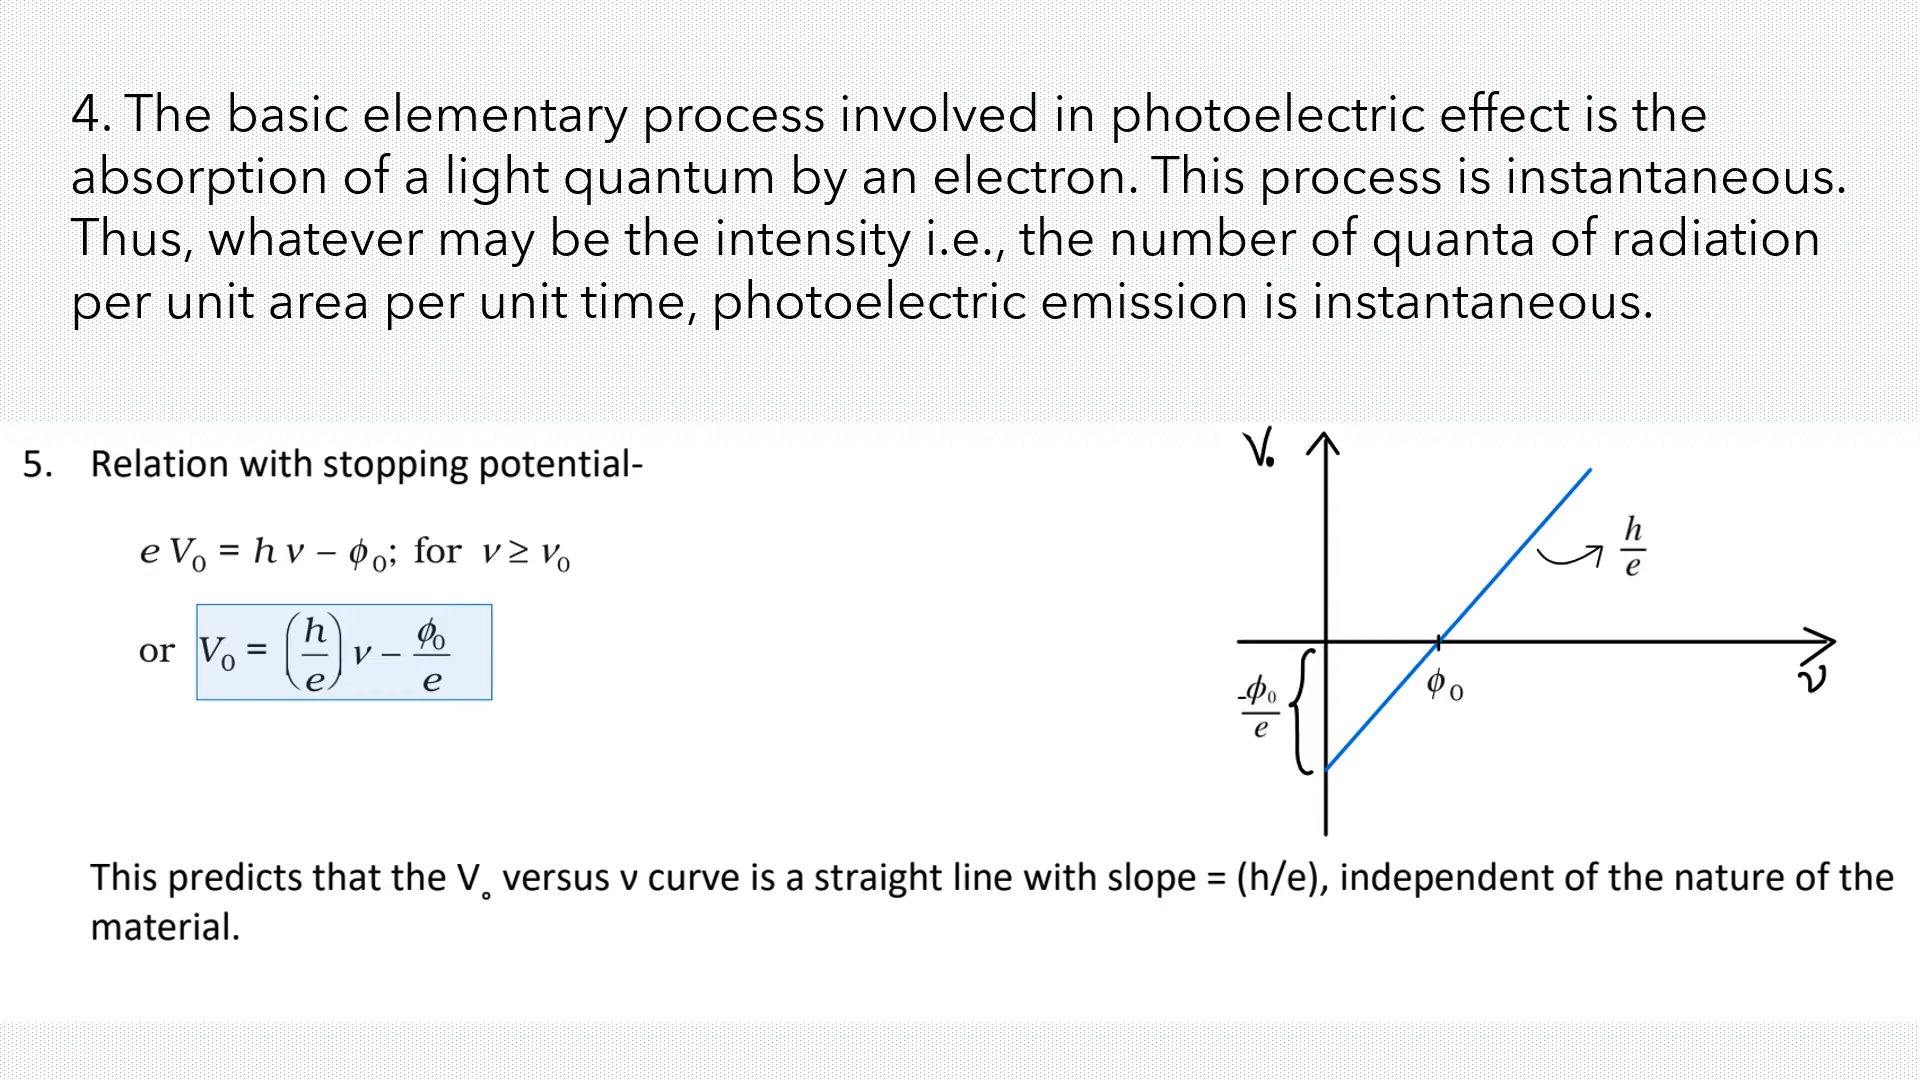 4. The basic elementary process involved in photoelectric effect is the
absorption of a light quantum by an electron. This process is instantaneous.
Thus, whatever may be the intensity i.e., the number of quanta of radiation
per unit area per unit time, photoelectric emission is instantaneous.
5. Relation with stopping potential-
e V₀ = h ν – ϕ₀; for ν ≥ ν₀
or V₀ = (h/e) ν – ϕ₀/e
V₀
h/e
ϕ₀
ν
-ϕ₀/e
This predicts that the V₀ versus ν curve is a straight line with slope = (h/e), independent of the nature of the
material.